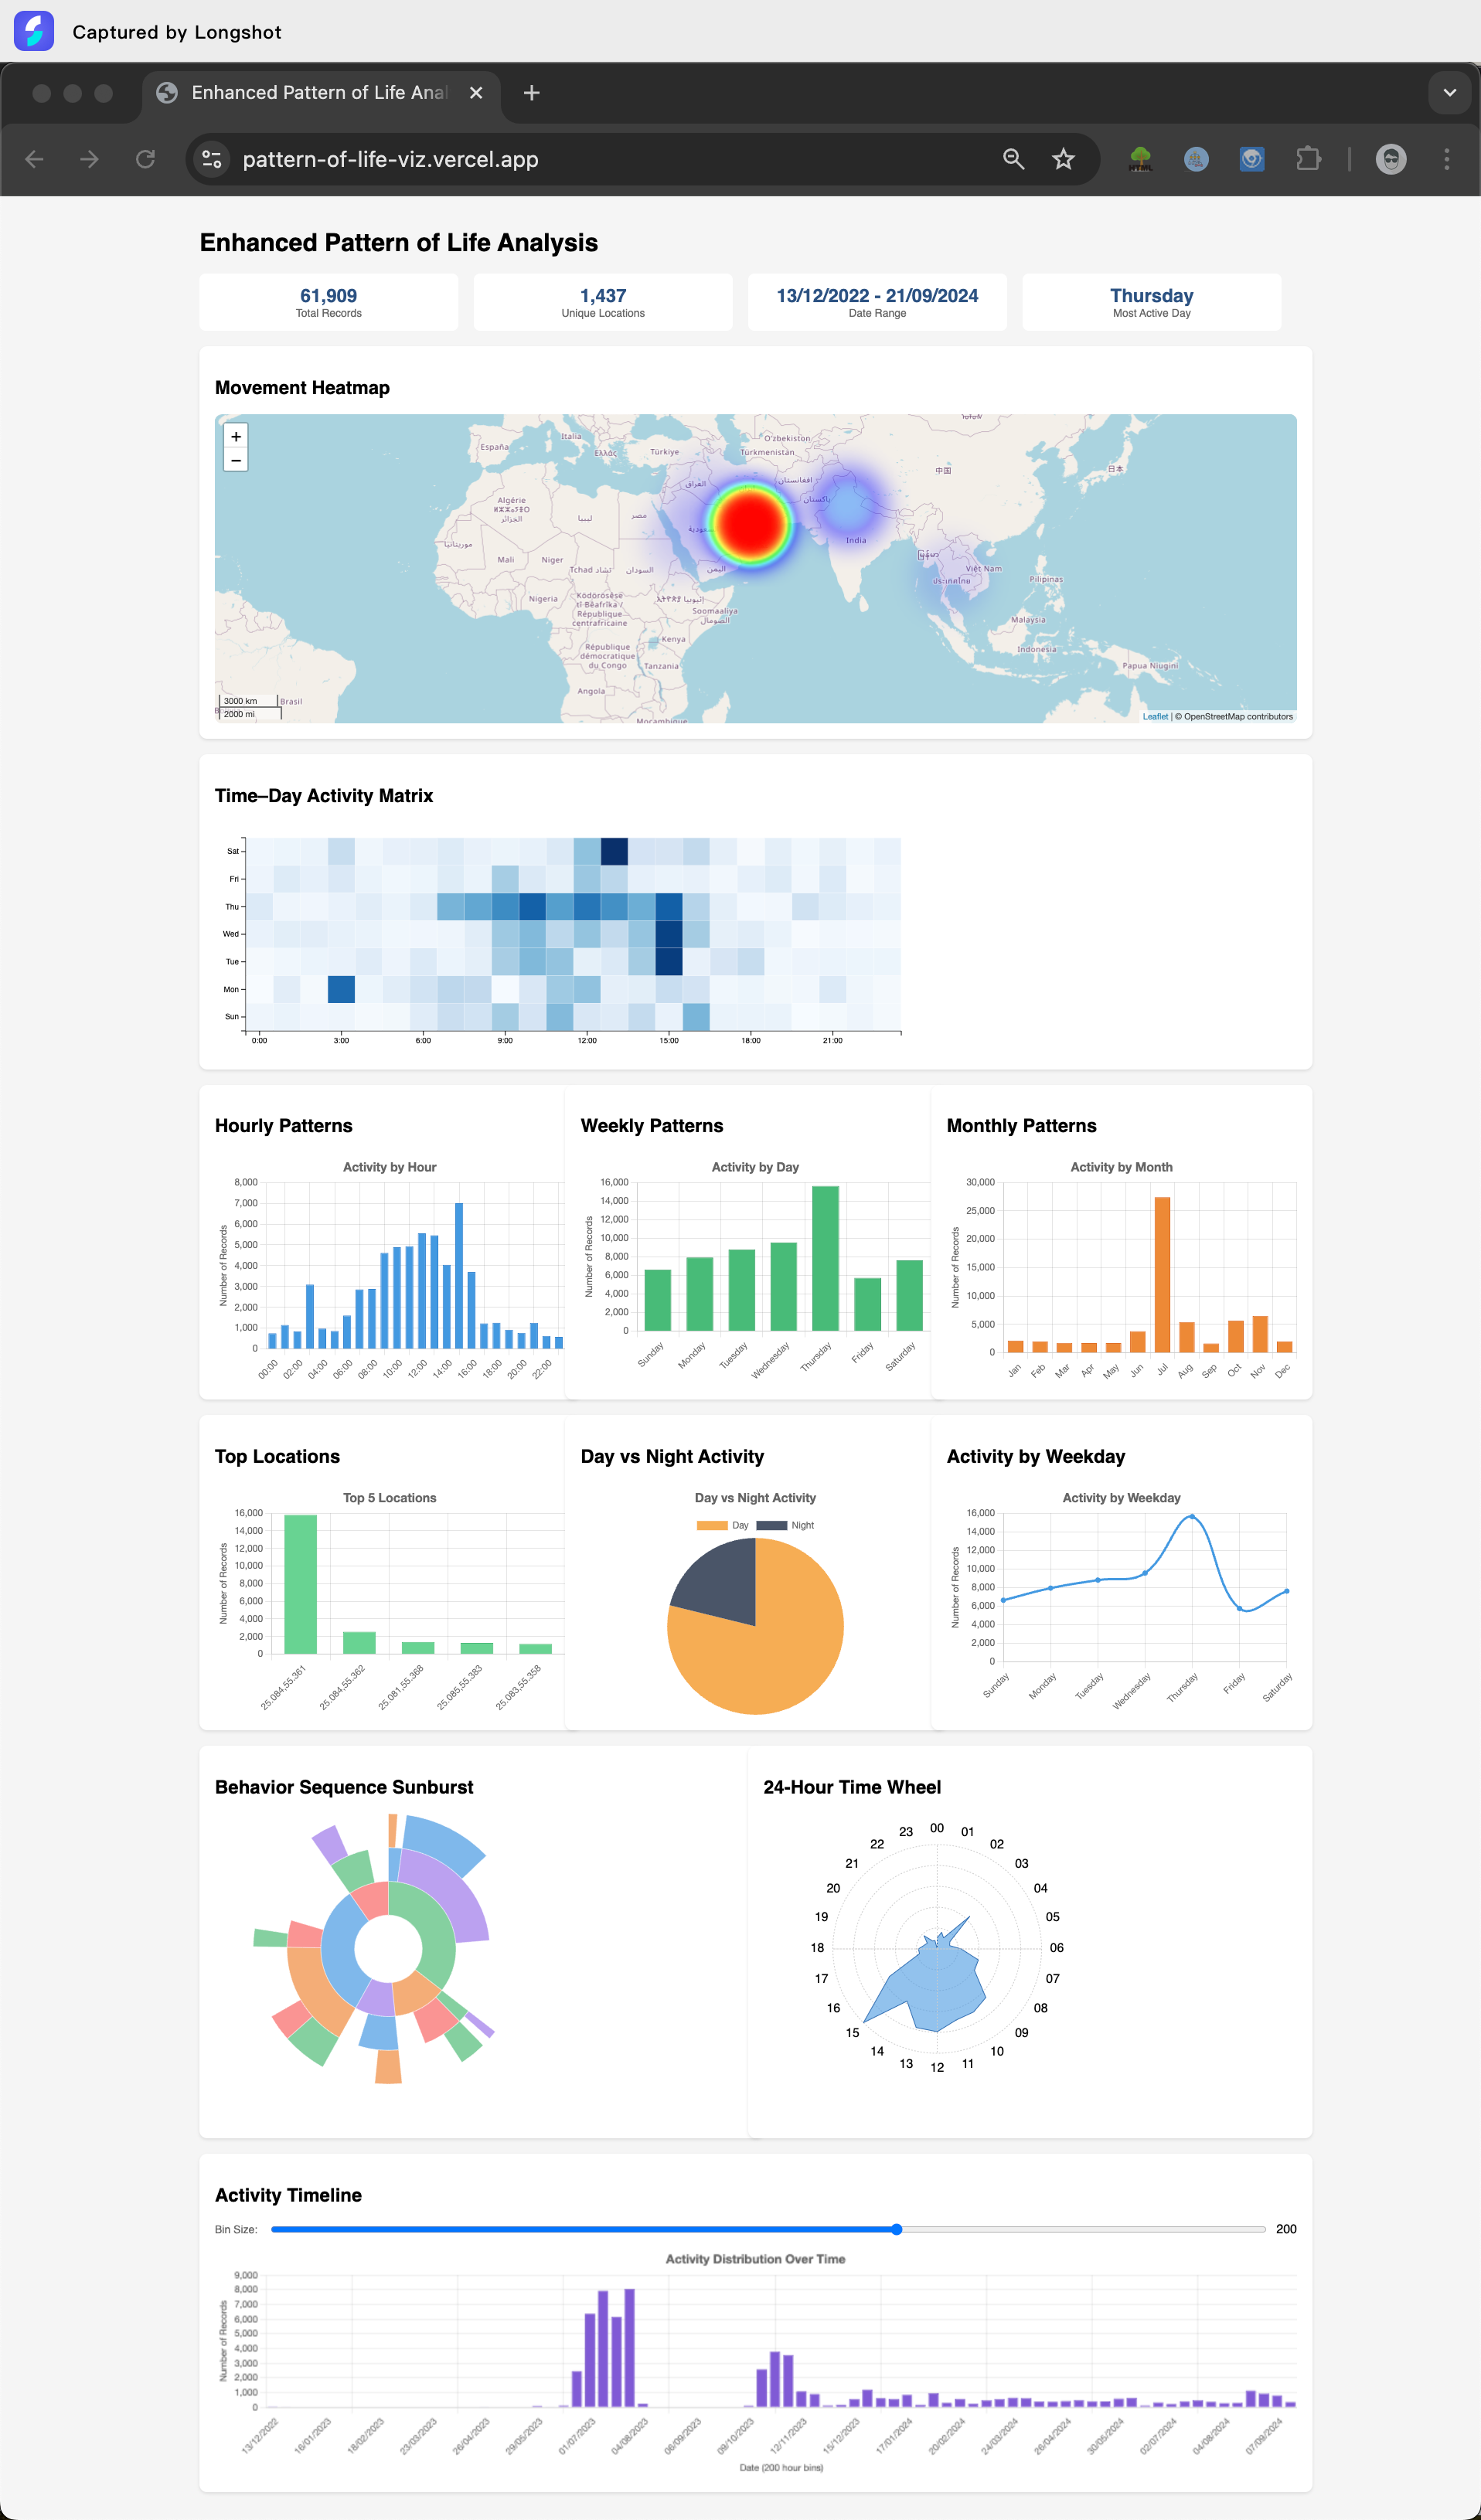 Captured by Longshot
Enhanced Pattern of Life Anal
pattern-of-life-viz.vercel.app
HTML
Enhanced Pattern of Life Analysis
61,909
Total Records
1,437
Unique Locations
13/12/2022 - 21/09/2024
Date Range
Thursday
Most Active Day
Movement Heatmap
+
−
España
Italia
Ελλάς
Türkiye
O'zbekiston
Türkmenistan
افغانستان
العراق
پاکستان
中国
日本
Algérie
الجزائر
ليبيا
مصر
سعودية
India
موريتانيا
Mali
Niger
Tchad تشاد
السودان
اليمن
Việt Nam
ประเทศไทย
Pilipinas
Nigeria
Ködörösêse
tî Bêafrîka /
République
centrafricaine
Soomaaliya
الصومال
Malaysia
Kenya
Indonesia
République
démocratique
du Congo
Tanzania
Papua Niugini
Angola
Brasil
Moçambique
3000 km
2000 mi
Leaflet | © OpenStreetMap contributors
Time–Day Activity Matrix
Sat
Fri
Thu
Wed
Tue
Mon
Sun
0:00 3:00 6:00 9:00 12:00 15:00 18:00 21:00
Hourly Patterns
Activity by Hour
Number of Records
8,000
7,000
6,000
5,000
4,000
3,000
2,000
1,000
0
00:00 02:00 04:00 06:00 08:00 10:00 12:00 14:00 16:00 18:00 20:00 22:00
Weekly Patterns
Activity by Day
Number of Records
16,000
14,000
12,000
10,000
8,000
6,000
4,000
2,000
0
Sunday Monday Tuesday Wednesday Thursday Friday Saturday
Monthly Patterns
Activity by Month
Number of Records
30,000
25,000
20,000
15,000
10,000
5,000
0
Jan Feb Mar Apr May Jun Jul Aug Sep Oct Nov Dec
Top Locations
Top 5 Locations
Number of Records
16,000
14,000
12,000
10,000
8,000
6,000
4,000
2,000
0
25.084,55.361 25.084,55.362 25.081,55.368 25.085,55.383 25.083,55.358
Day vs Night Activity
Day vs Night Activity
Day Night
Activity by Weekday
Activity by Weekday
Number of Records
16,000
14,000
12,000
10,000
8,000
6,000
4,000
2,000
0
Sunday Monday Tuesday Wednesday Thursday Friday Saturday
Behavior Sequence Sunburst
24-Hour Time Wheel
00
01
02
03
04
05
06
07
08
09
10
11
12
13
14
15
16
17
18
19
20
21
22
23
Activity Timeline
Bin Size: 200
Activity Distribution Over Time
Number of Records
9,000
8,000
7,000
6,000
5,000
4,000
3,000
2,000
1,000
0
13/12/2022 16/01/2023 18/02/2023 23/03/2023 26/04/2023 29/05/2023 01/07/2023 04/08/2023 06/09/2023 09/10/2023 12/11/2023 15/12/2023 17/01/2024 20/02/2024 24/03/2024 26/04/2024 30/05/2024 02/07/2024 04/08/2024 07/09/2024
Date (200 hour bins)